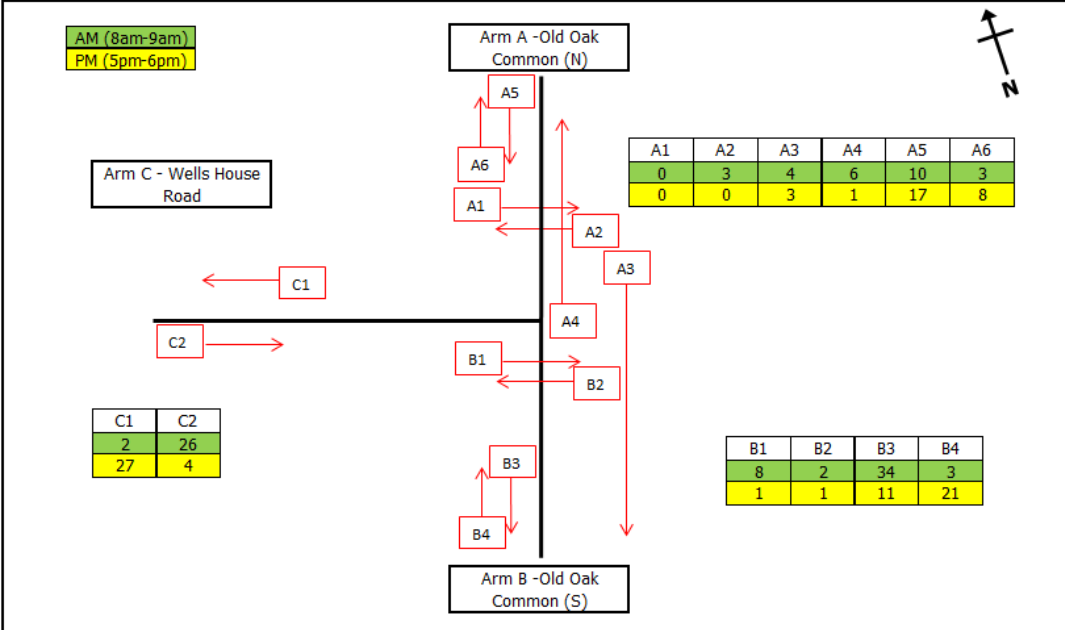 AM (8am-9am)
PM (5pm-6pm)
Arm A -Old Oak
Common (N)
N
A5
A6
A1 A2 A3 A4 A5 A6
0 3 4 6 10 3
0 0 3 1 17 8
Arm C - Wells House
Road
A1
A2
A3
C1
A4
C2
B1
B2
C1 C2
2 26
27 4
B3
B4
B1 B2 B3 B4
8 2 34 3
1 1 11 21
Arm B -Old Oak
Common (S)